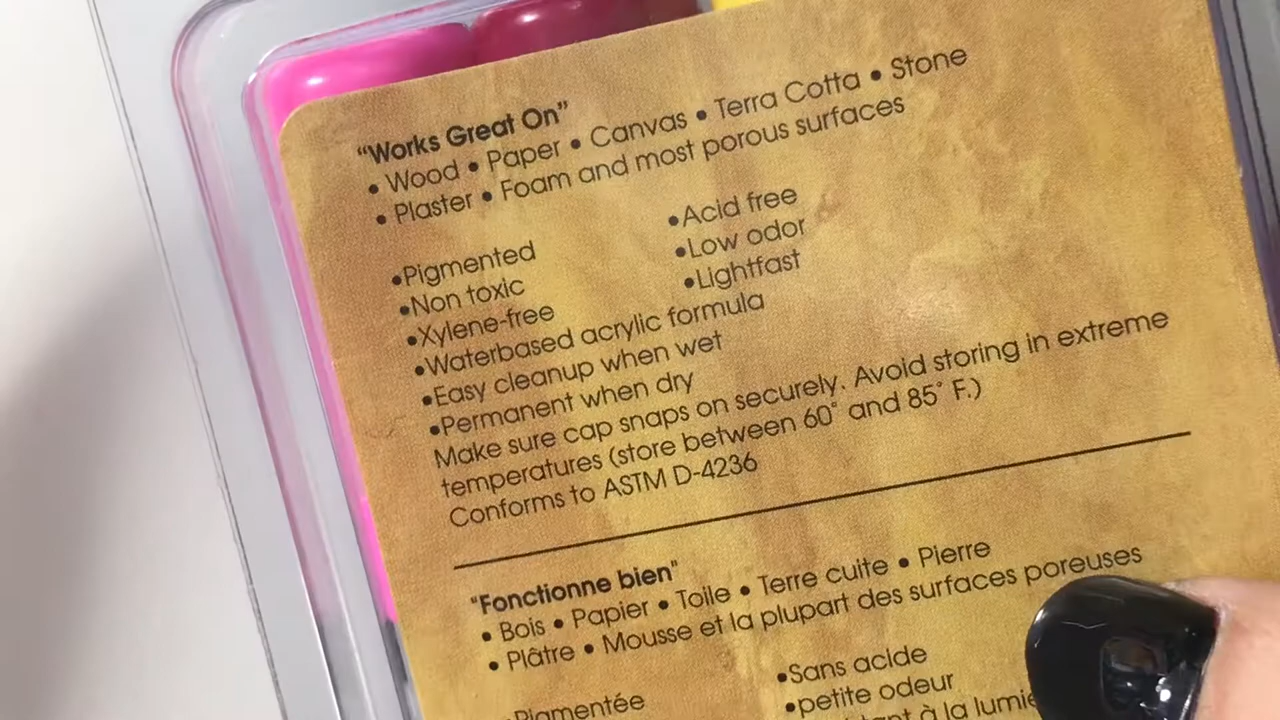 “Works Great On”
• Wood • Paper • Canvas • Terra Cotta • Stone
• Plaster • Foam and most porous surfaces
•Pigmented
•Non toxic
•Xylene-free
•Acid free
•Low odor
•Lightfast
•Waterbased acrylic formula
•Easy cleanup when wet
•Permanent when dry
Make sure cap snaps on securely. Avoid storing in extreme
temperatures (store between 60° and 85° F.)
Conforms to ASTM D-4236
"Fonctionne bien"
• Bois • Papier • Toile • Terre cuite • Pierre
• Plâtre • Mousse et la plupart des surfaces poreuses
•Pigmentée
•Sans acide
•petite odeur
à la